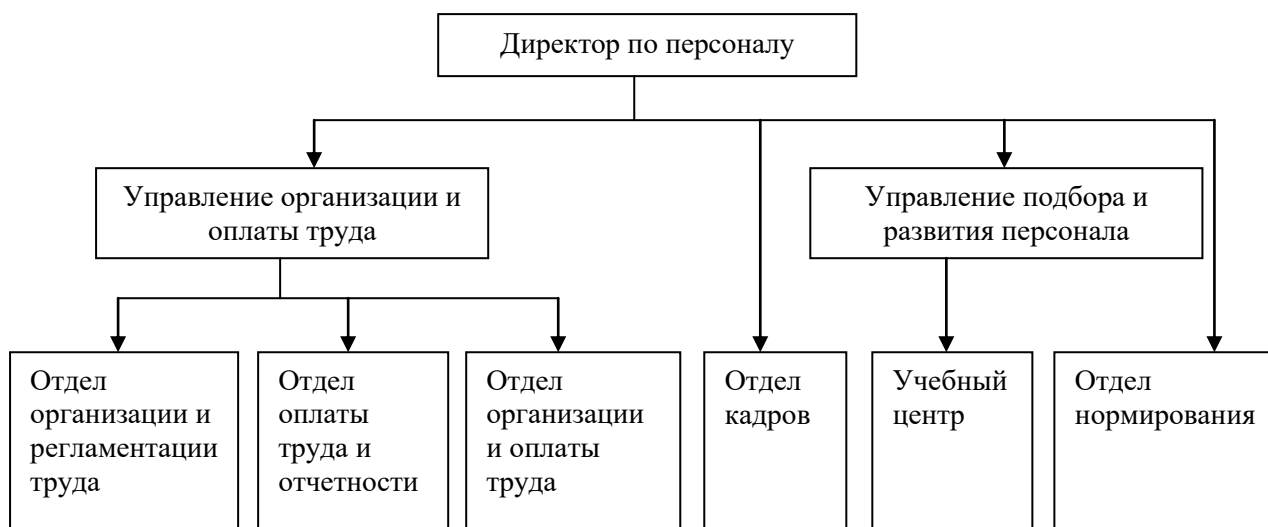 Директор по персоналу
Управление организации и
оплаты труда
Управление подбора и
развития персонала
Отдел
организации и
регламентации
труда
Отдел
оплаты
труда и
отчетности
Отдел
организации
и оплаты
труда
Отдел
кадров
Учебный
центр
Отдел
нормирования